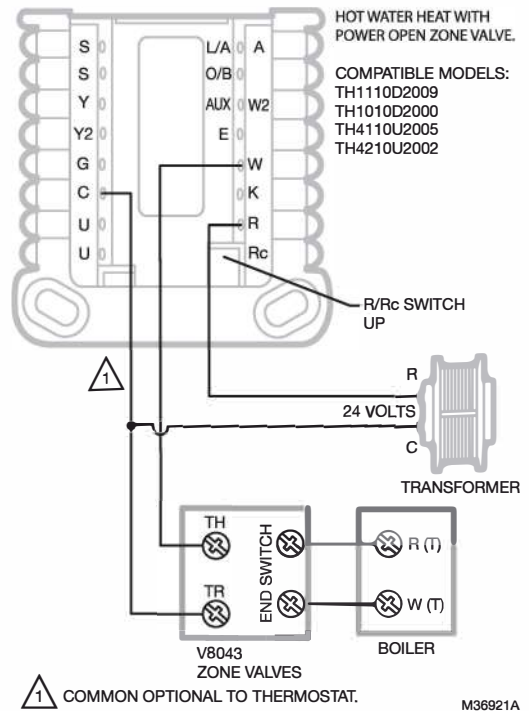 HOT WATER HEAT WITH
POWER OPEN ZONE VALVE.
COMPATIBLE MODELS:
TH1110D2009
TH1010D2000
TH4110U2005
TH4210U2002
S
S
Y
Y2
G
C
U
U
L/A A
O/B
AUX W2
E
W
K
R
Rc
R/Rc SWITCH
UP
1
R
24 VOLTS
C
TRANSFORMER
TH
TR
END SWITCH
R (T)
W (T)
V8043
ZONE VALVES
BOILER
1 COMMON OPTIONAL TO THERMOSTAT.
M36921A